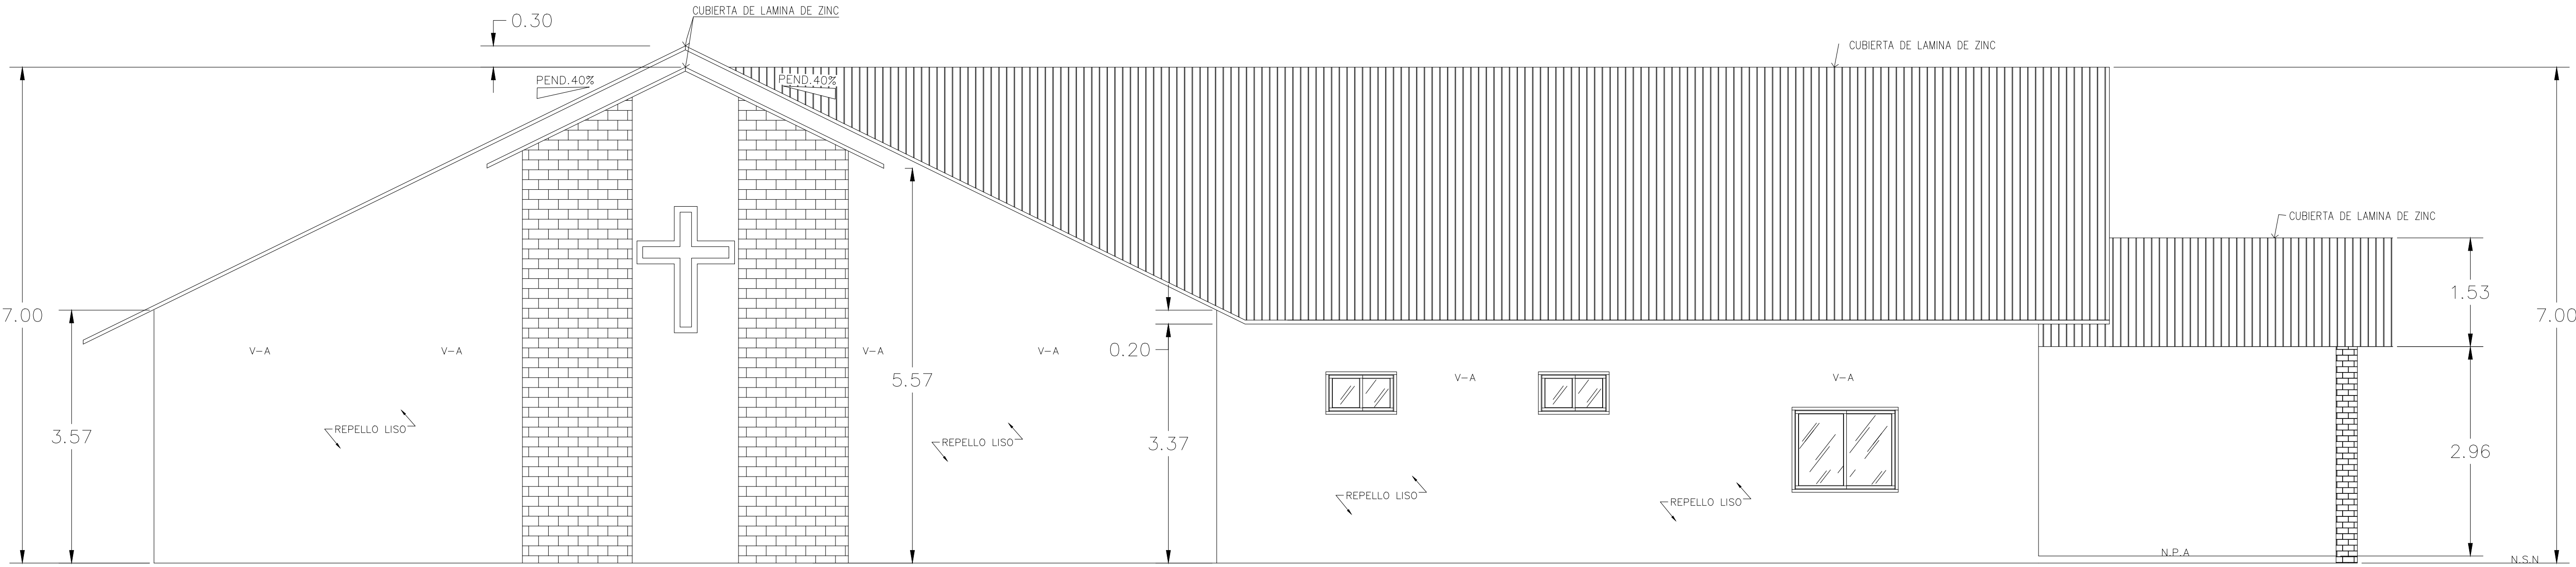 CUBIERTA DE LAMINA DE ZINC
0.30
CUBIERTA DE LAMINA DE ZINC
PEND.40%
PEND.40%
CUBIERTA DE LAMINA DE ZINC
1.53
7.00
7.00
V-A
V-A
V-A
V-A
0.20
V-A
V-A
5.57
3.57
REPELLO LISO
REPELLO LISO
3.37
2.96
REPELLO LISO
REPELLO LISO
N.P.A
N.S.N